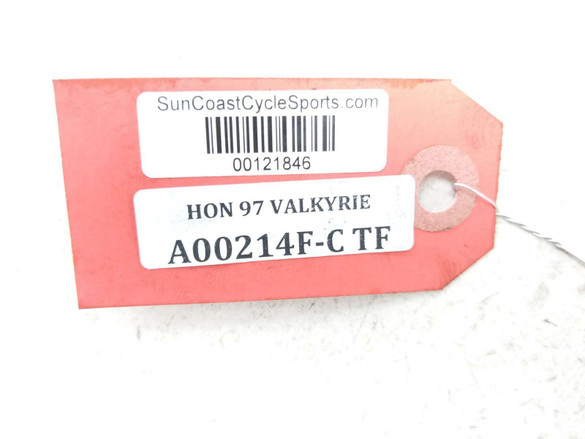 SunCoastCycleSports.com
00121846
HON 97 VALKYRIE
A00214F-C TF